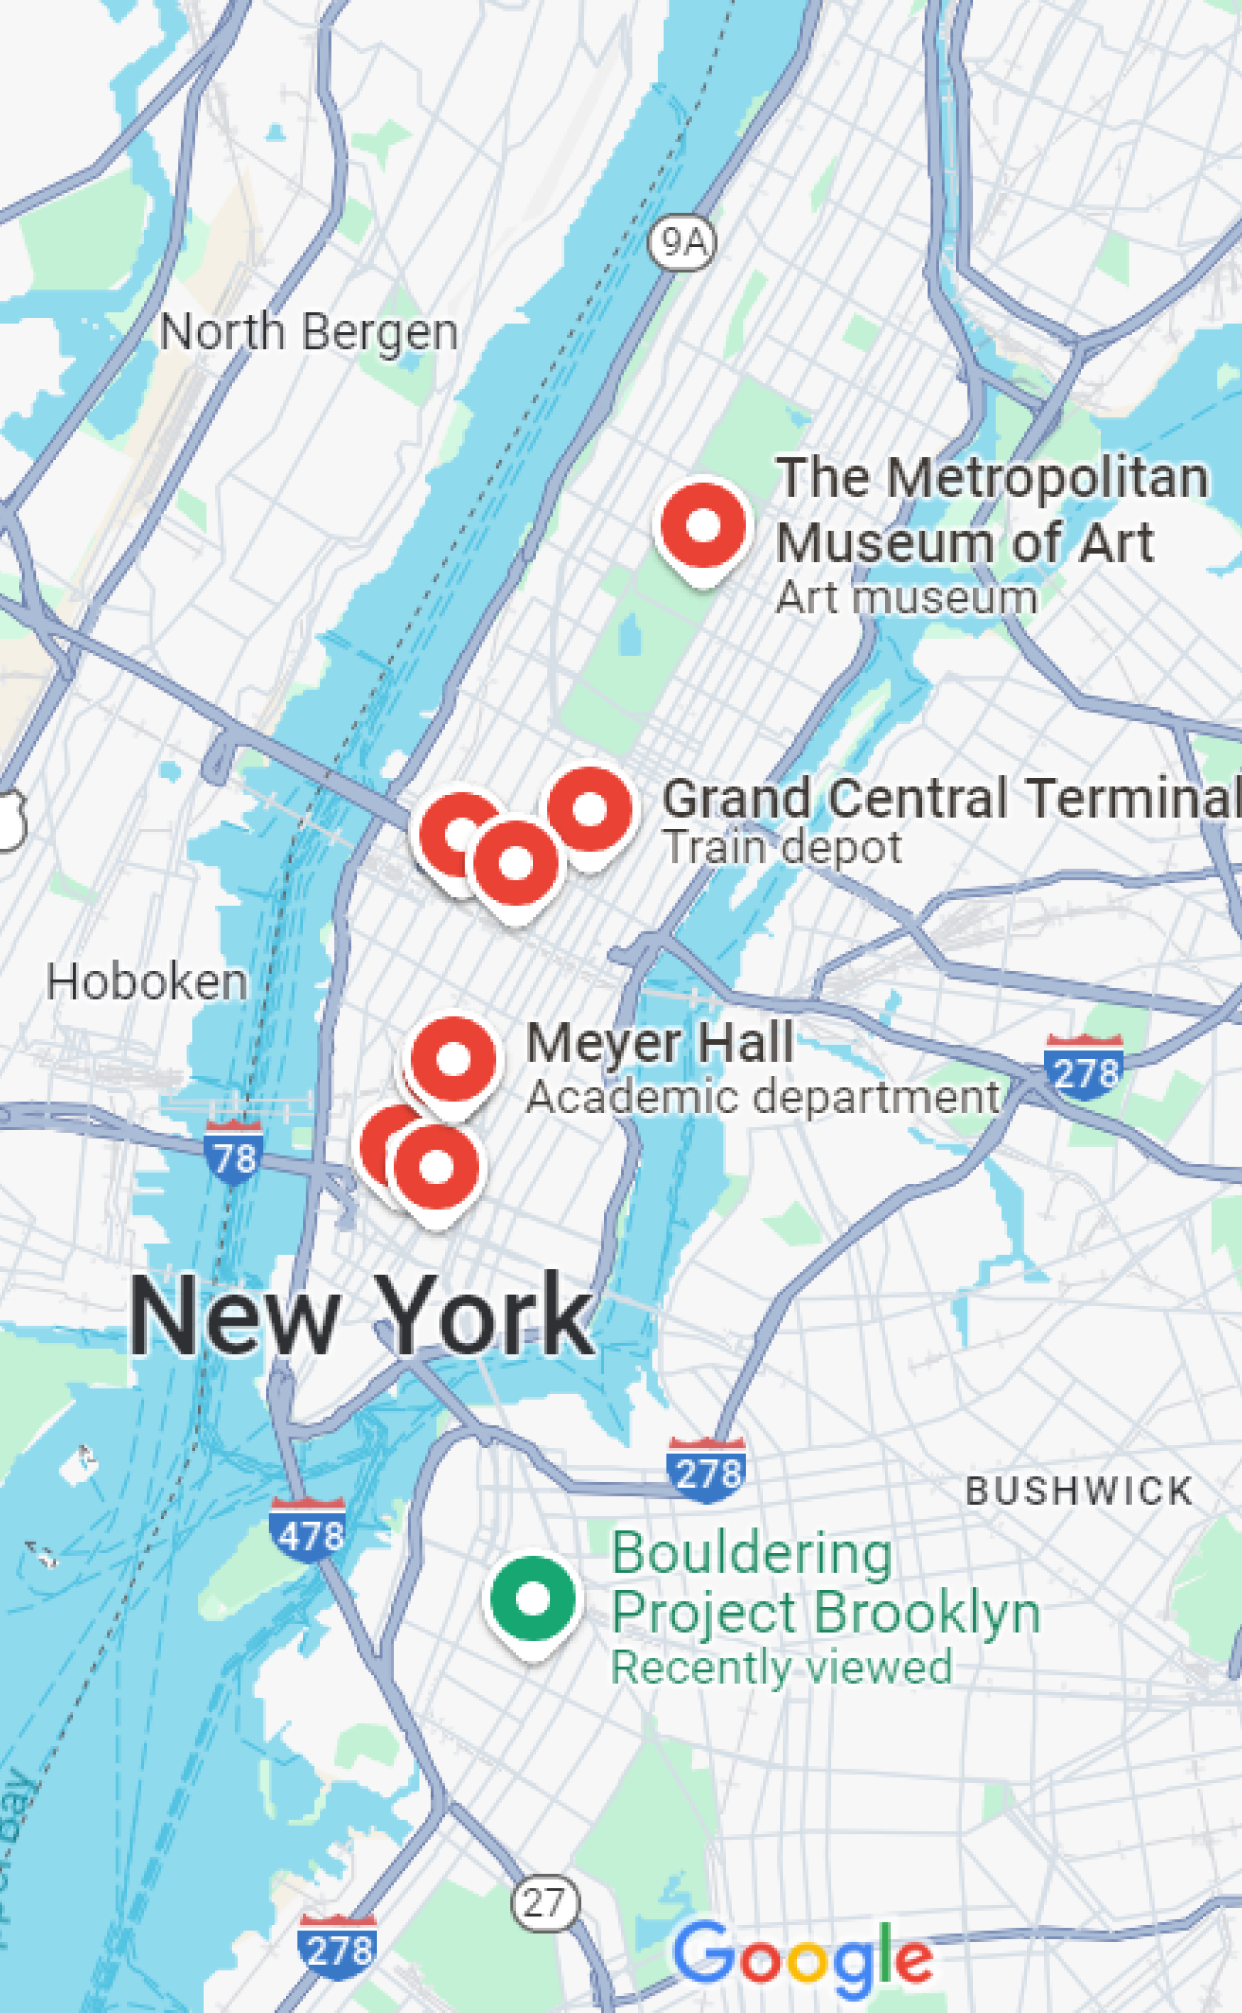 9A
North Bergen
The Metropolitan
Museum of Art
Art museum
Grand Central Terminal
Train depot
Hoboken
Meyer Hall
Academic department
278
78
New York
278
478
BUSHWICK
Bouldering
Project Brooklyn
Recently viewed
Bay
27
278
Google